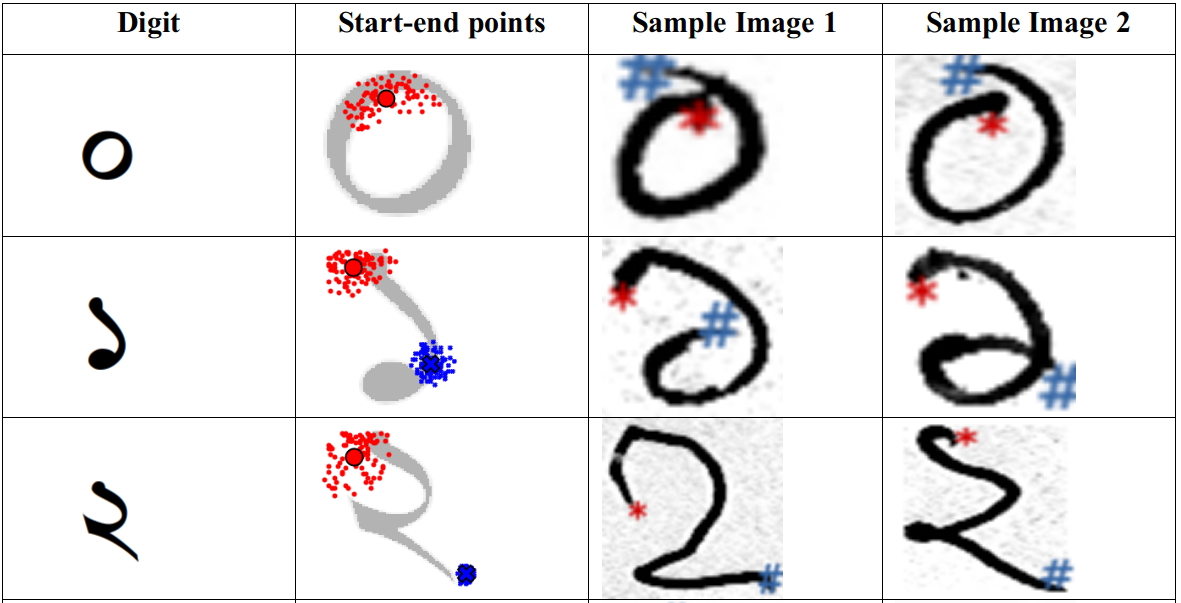 Digit Start-end points Sample Image 1 Sample Image 2
০ # * # *
১ * # * #
২ * # * #